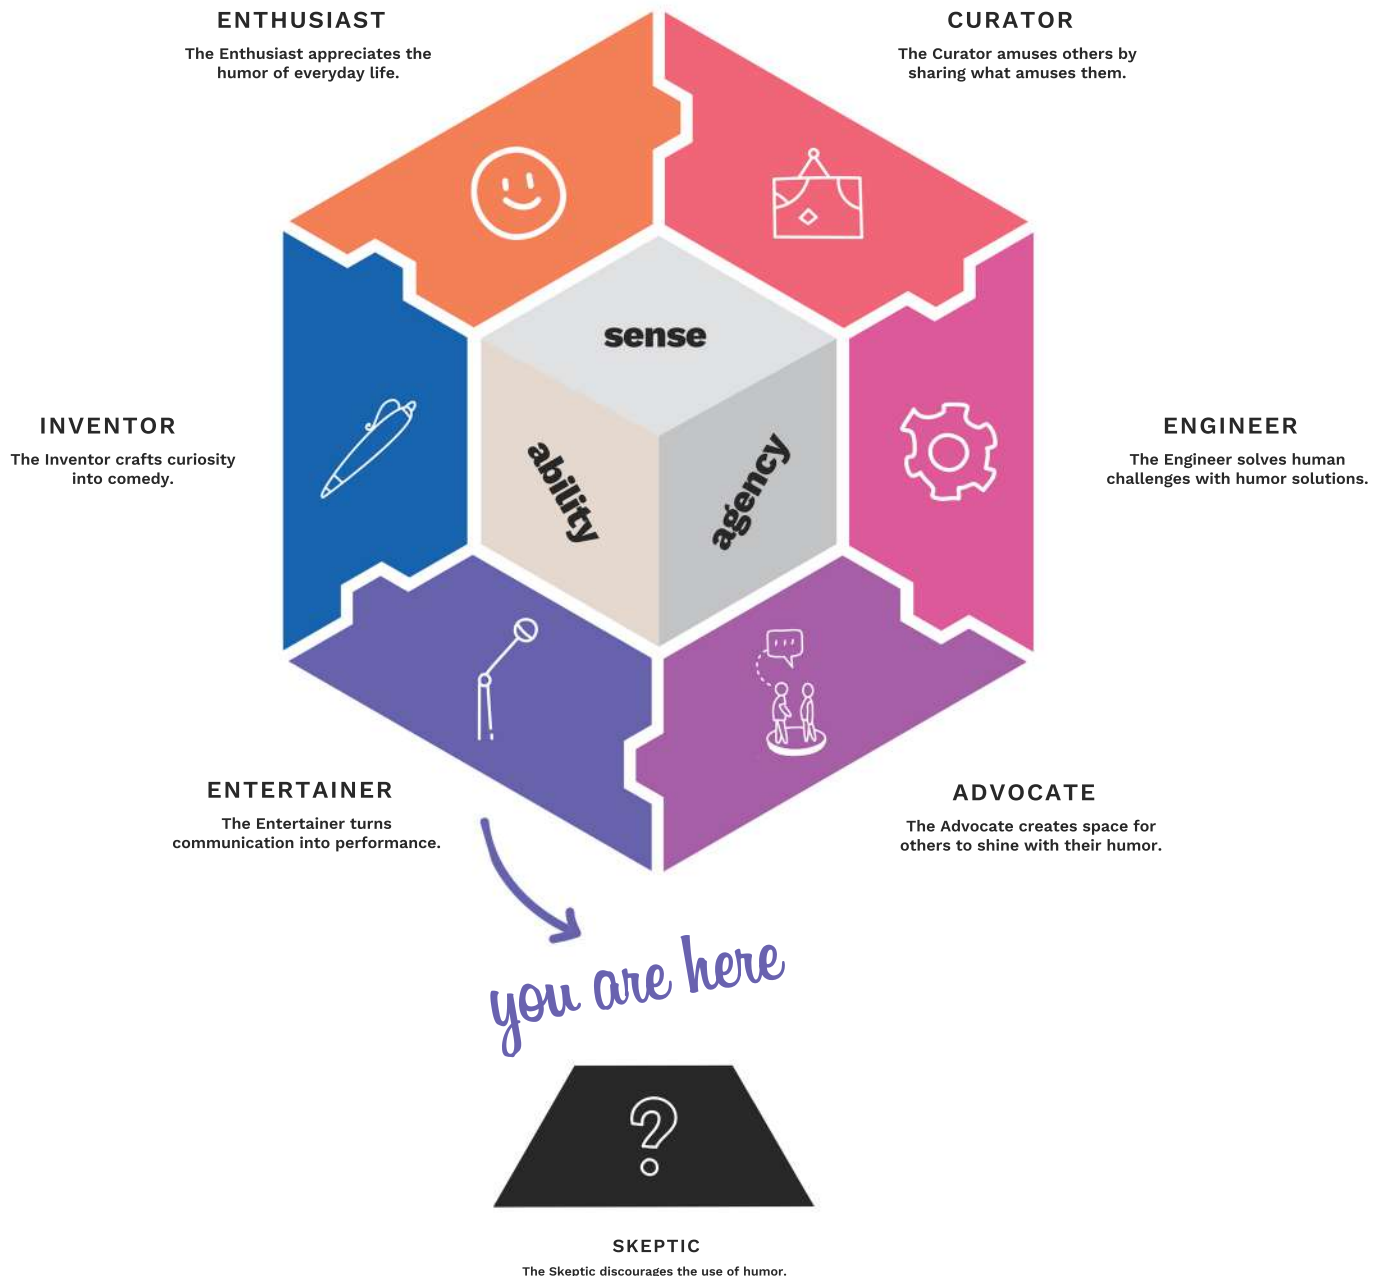 ENTHUSIAST
The Enthusiast appreciates the
humor of everyday life.
CURATOR
The Curator amuses others by
sharing what amuses them.
sense
ability
agency
INVENTOR
The Inventor crafts curiosity
into comedy.
ENGINEER
The Engineer solves human
challenges with humor solutions.
ENTERTAINER
The Entertainer turns
communication into performance.
ADVOCATE
The Advocate creates space for
others to shine with their humor.
you are here
?
SKEPTIC
The Skeptic discourages the use of humor.